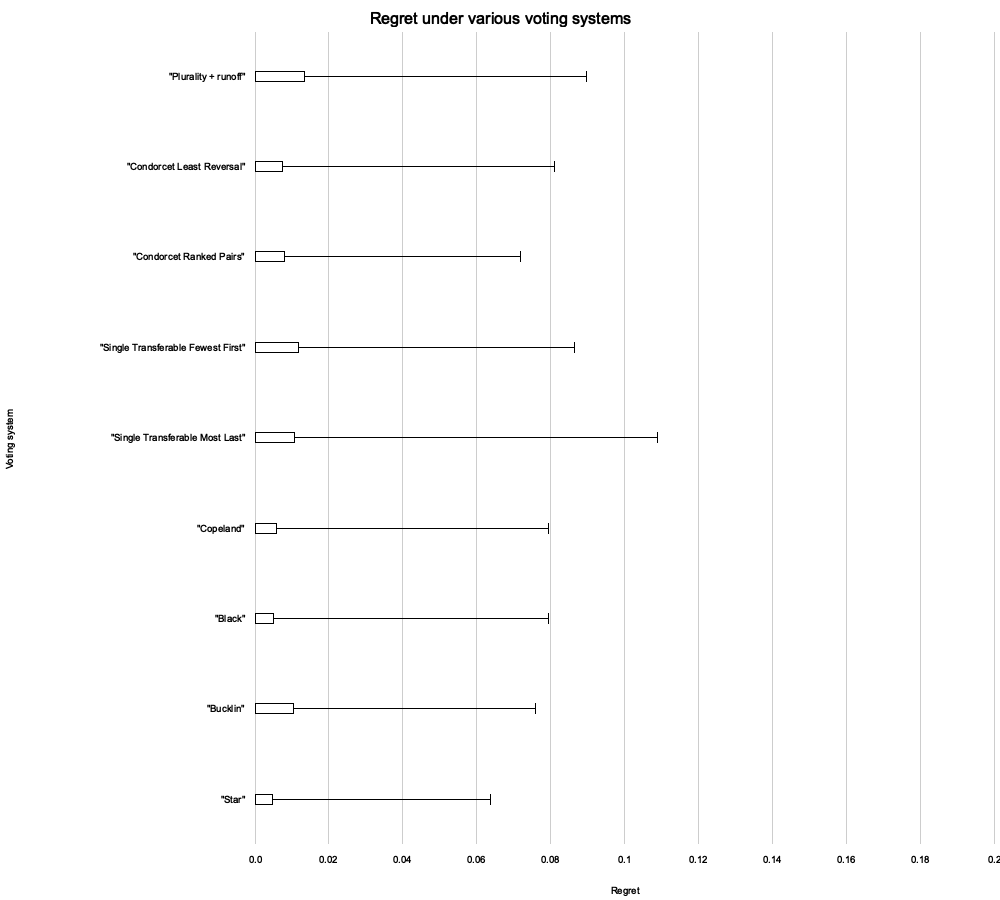 Regret under various voting systems
"Plurality + runoff"
"Condorcet Least Reversal"
"Condorcet Ranked Pairs"
"Single Transferable Fewest First"
Voting system
"Single Transferable Most Last"
"Copeland"
"Black"
"Bucklin"
"Star"
0.0 0.02 0.04 0.06 0.08 0.1 0.12 0.14 0.16 0.18 0.2
Regret